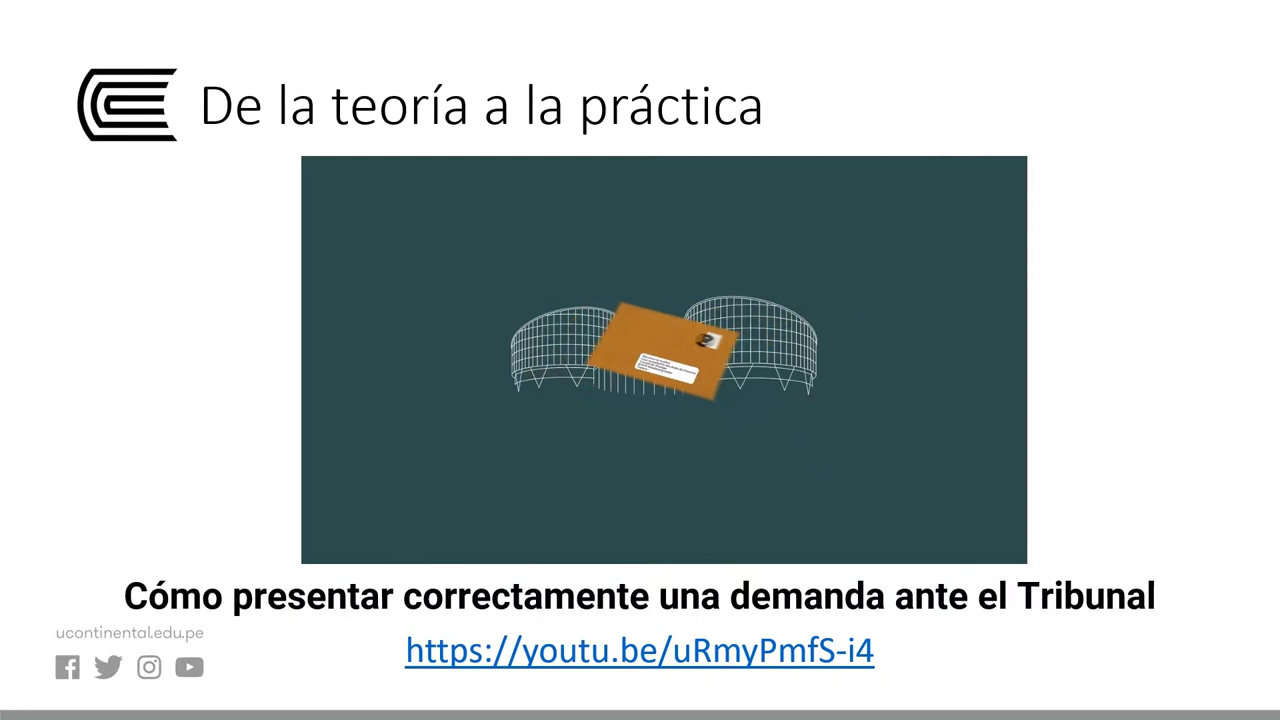 De la teoría a la práctica
Cómo presentar correctamente una demanda ante el Tribunal
ucontinental.edu.pe
https://youtu.be/uRmyPmfS-i4